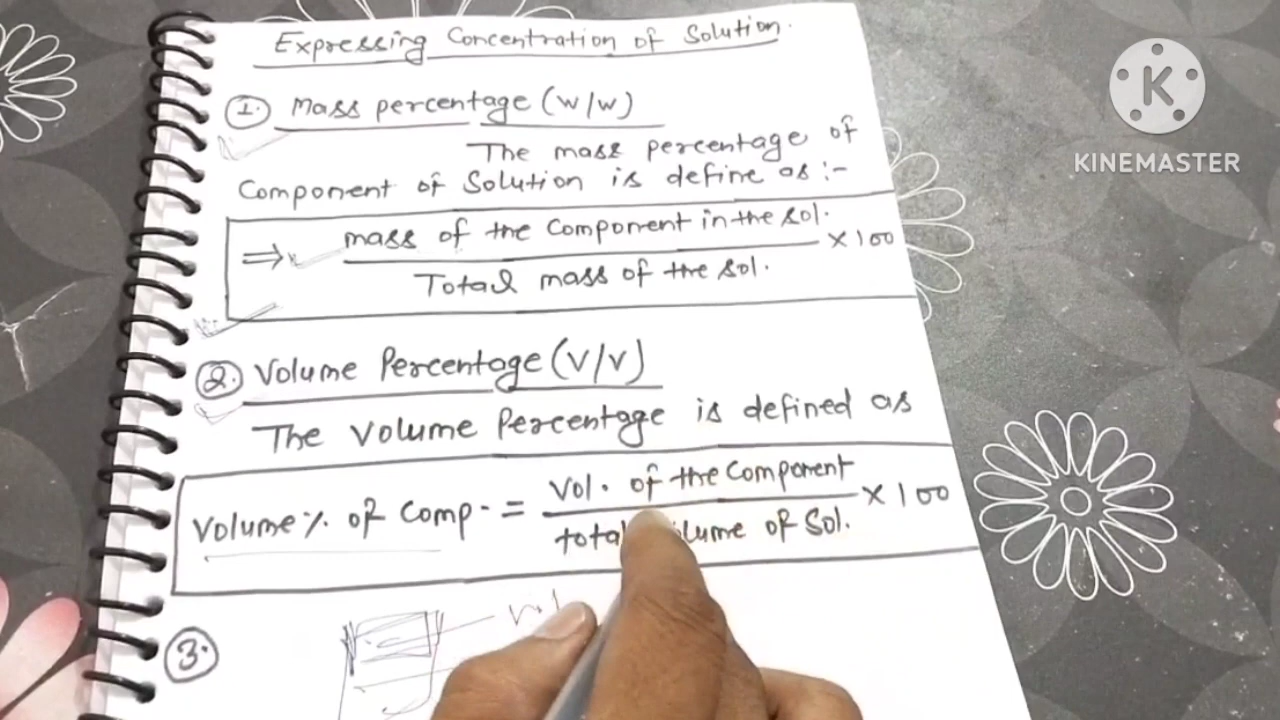 Expressing Concentration of Solution.
1. Mass percentage (w/w)
The mass percentage of
Component of Solution is define as :-
⇒ mass of the Component in the sol. × 100
Total mass of the sol.
2. Volume Percentage (V/V)
The Volume Percentage is defined as
Volume % of Comp. = Vol. of the Component × 100
total of Sol.
3.
K
KINEMASTER